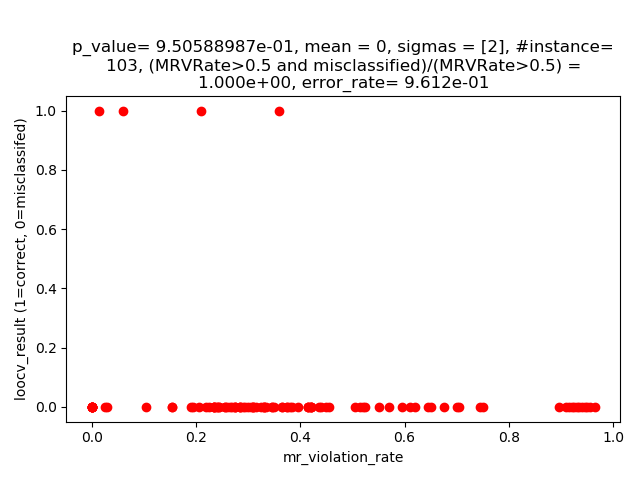 p_value= 9.50588987e-01, mean = 0, sigmas = [2], #instance=
103, (MRVRate>0.5 and misclassified)/(MRVRate>0.5) =
1.000e+00, error_rate= 9.612e-01
1.0
0.8
0.6
0.4
0.2
0.0
loocv_result (1=correct, 0=misclassifed)
0.0 0.2 0.4 0.6 0.8 1.0
mr_violation_rate